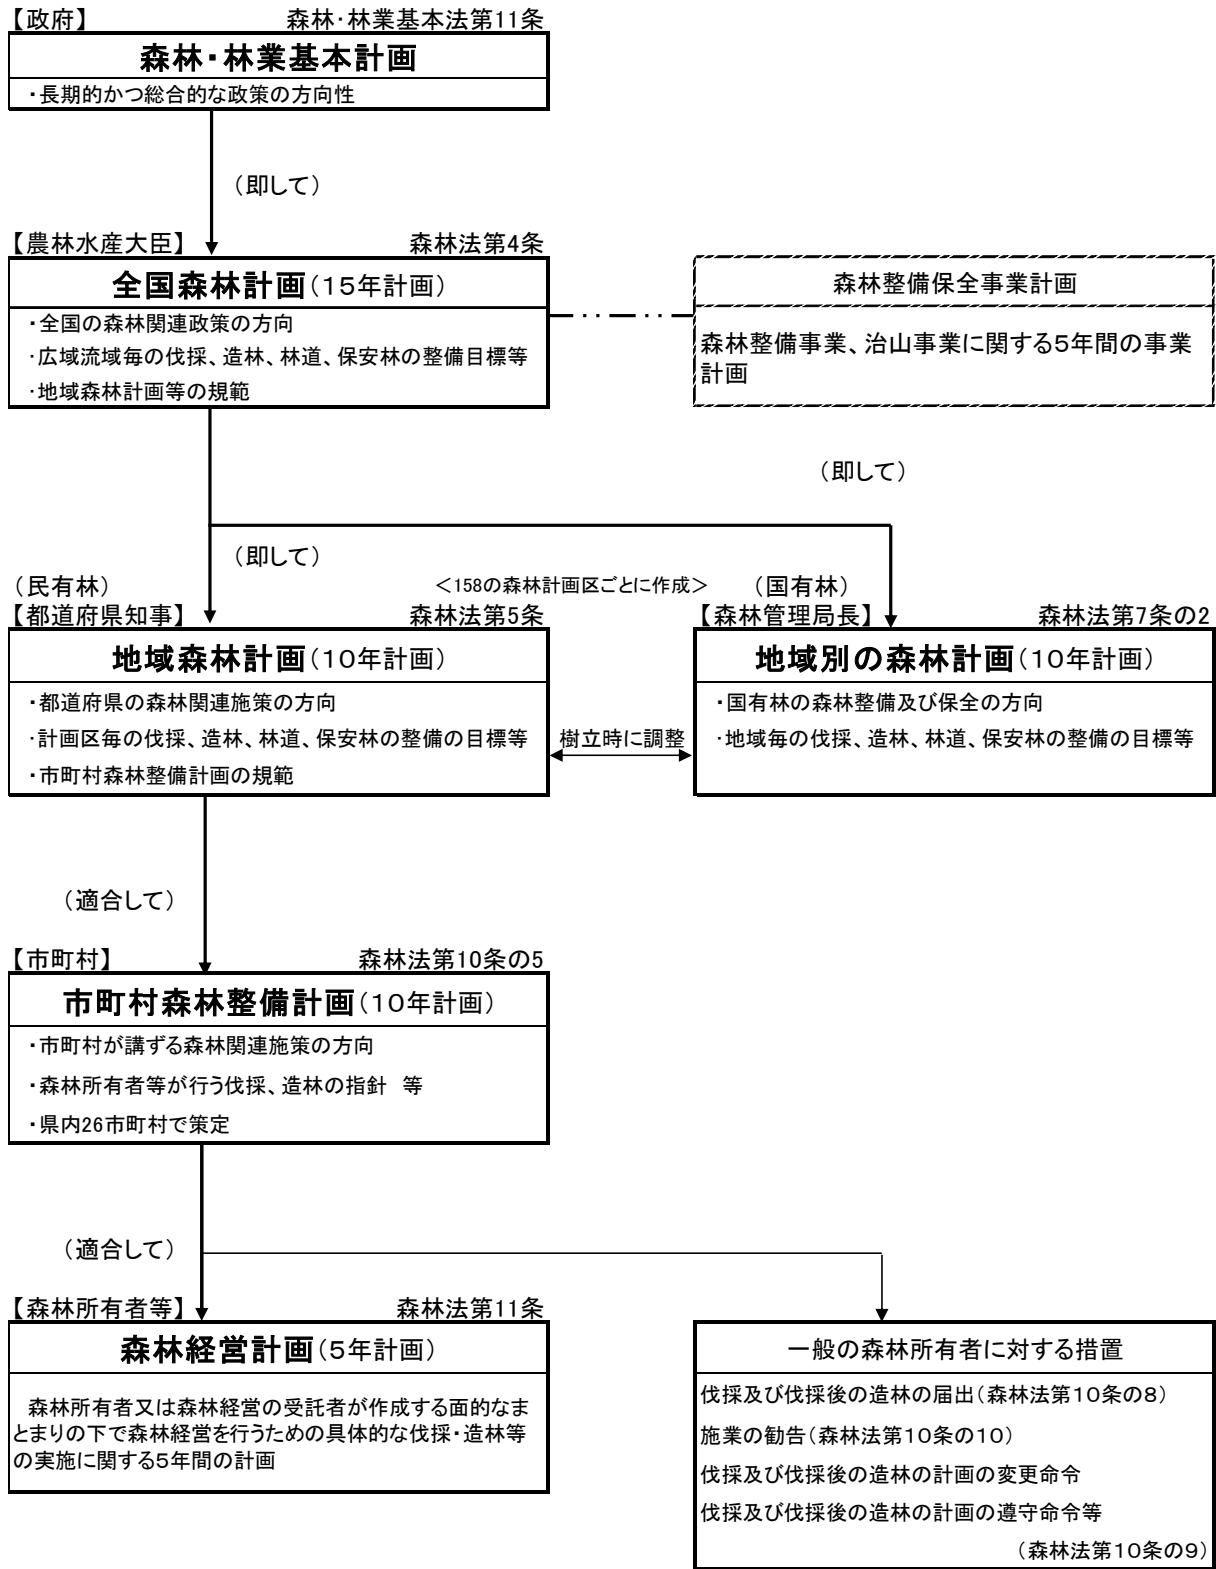 【政府】 森林・林業基本法第11条
森林・林業基本計画
・長期的かつ総合的な政策の方向性
（即して）
【農林水産大臣】 森林法第4条
全国森林計画（１５年計画）
・全国の森林関連政策の方向
・広域流域毎の伐採、造林、林道、保安林の整備目標等
・地域森林計画等の規範
森林整備保全事業計画
森林整備事業、治山事業に関する５年間の事業
計画
（即して）
（即して）
（民有林） ＜158の森林計画区ごとに作成＞ （国有林）
【都道府県知事】 森林法第5条
【森林管理局長】 森林法第7条の2
地域森林計画（１０年計画）
・都道府県の森林関連施策の方向
・計画区毎の伐採、造林、林道、保安林の整備の目標等
・市町村森林整備計画の規範
樹立時に調整
地域別の森林計画（１０年計画）
・国有林の森林整備及び保全の方向
・地域毎の伐採、造林、林道、保安林の整備の目標等
（適合して）
【市町村】 森林法第10条の5
市町村森林整備計画（１０年計画）
・市町村が講ずる森林関連施策の方向
・森林所有者等が行う伐採、造林の指針　等
・県内26市町村で策定
（適合して）
【森林所有者等】 森林法第11条
森林経営計画（５年計画）
　森林所有者又は森林経営の受託者が作成する面的なま
とまりの下で森林経営を行うための具体的な伐採・造林等
の実施に関する５年間の計画
一般の森林所有者に対する措置
伐採及び伐採後の造林の届出（森林法第１０条の８）
施業の勧告（森林法第１０条の１０）
伐採及び伐採後の造林の計画の変更命令
伐採及び伐採後の造林の計画の遵守命令等
（森林法第１０条の９）